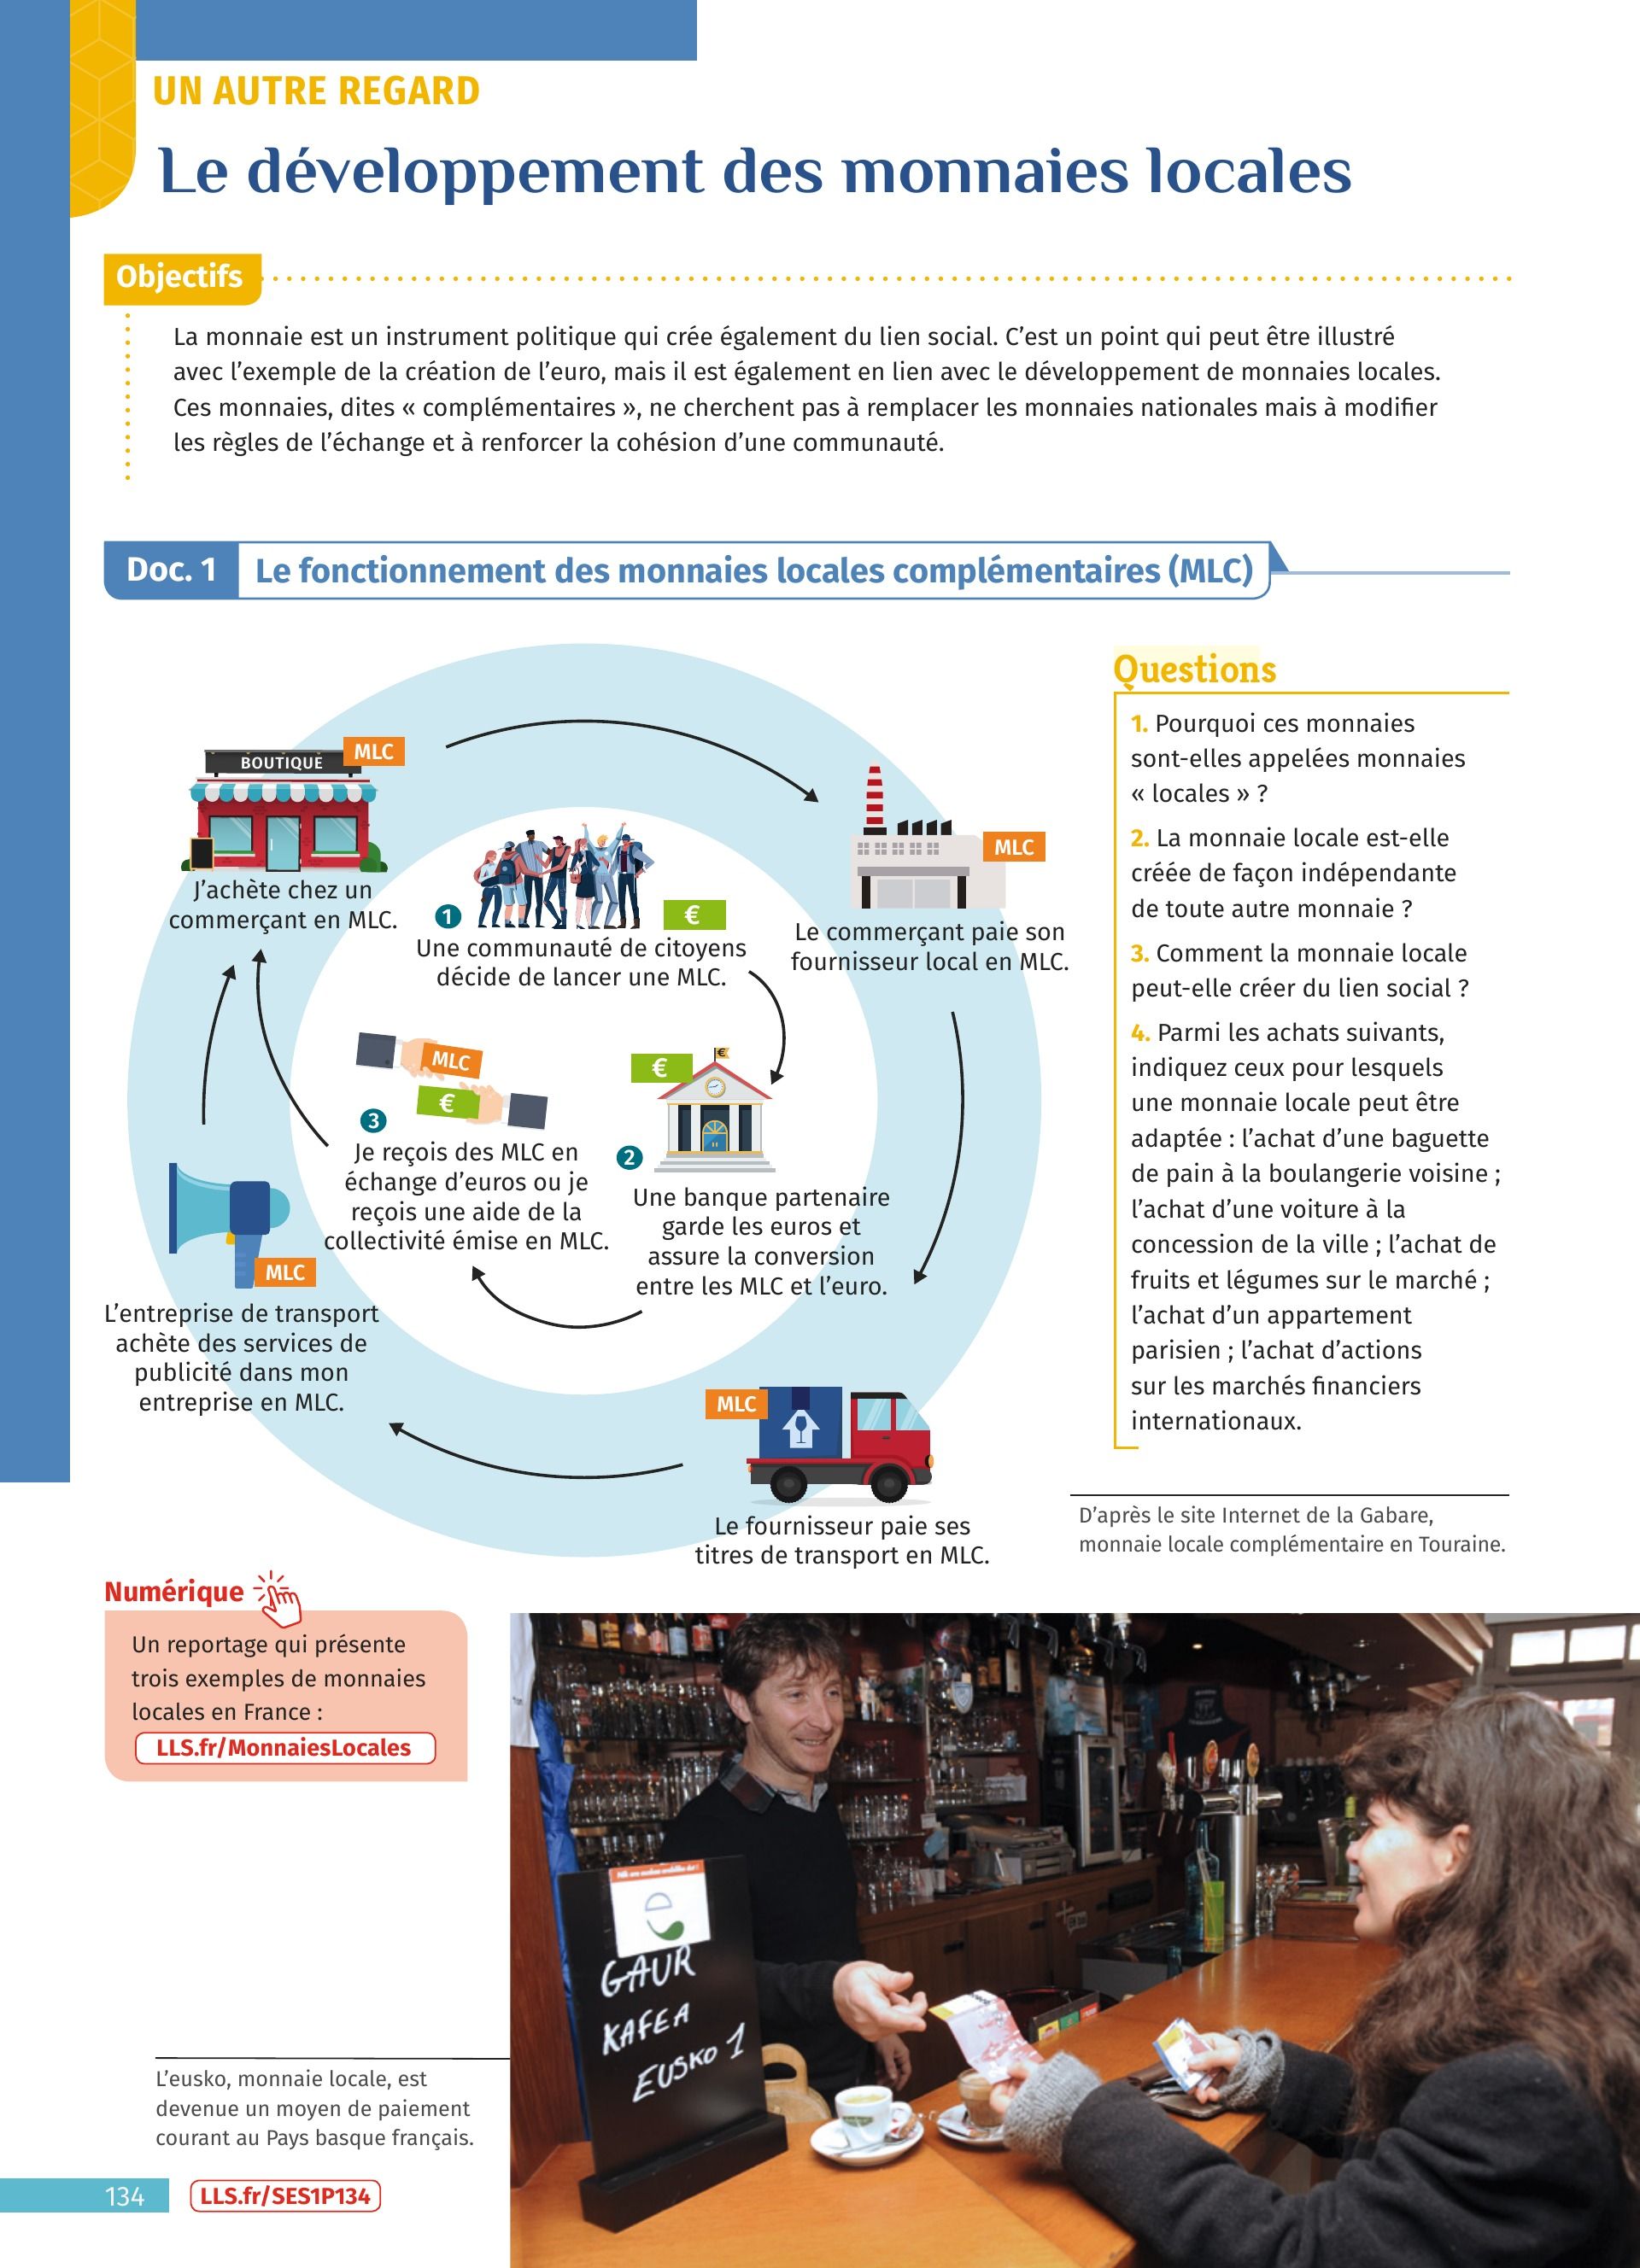 UN AUTRE REGARD
Le développement des monnaies locales
Objectifs
La monnaie est un instrument politique qui crée également du lien social. C’est un point qui peut être illustré
avec l’exemple de la création de l’euro, mais il est également en lien avec le développement de monnaies locales.
Ces monnaies, dites « complémentaires », ne cherchent pas à remplacer les monnaies nationales mais à modifier
les règles de l’échange et à renforcer la cohésion d’une communauté.
Doc. 1 Le fonctionnement des monnaies locales complémentaires (MLC)
BOUTIQUE
MLC
J’achète chez un
commerçant en MLC.
1
€
Une communauté de citoyens
décide de lancer une MLC.
MLC
Le commerçant paie son
fournisseur local en MLC.
MLC
€
3
Je reçois des MLC en
échange d’euros ou je
reçois une aide de la
collectivité émise en MLC.
€
€
2
Une banque partenaire
garde les euros et
assure la conversion
entre les MLC et l’euro.
MLC
L’entreprise de transport
achète des services de
publicité dans mon
entreprise en MLC.
MLC
Le fournisseur paie ses
titres de transport en MLC.
Questions
1. Pourquoi ces monnaies
sont-elles appelées monnaies
« locales » ?
2. La monnaie locale est-elle
créée de façon indépendante
de toute autre monnaie ?
3. Comment la monnaie locale
peut-elle créer du lien social ?
4. Parmi les achats suivants,
indiquez ceux pour lesquels
une monnaie locale peut être
adaptée : l’achat d’une baguette
de pain à la boulangerie voisine ;
l’achat d’une voiture à la
concession de la ville ; l’achat de
fruits et légumes sur le marché ;
l’achat d’un appartement
parisien ; l’achat d’actions
sur les marchés financiers
internationaux.
D’après le site Internet de la Gabare,
monnaie locale complémentaire en Touraine.
Numérique
Un reportage qui présente
trois exemples de monnaies
locales en France :
LLS.fr/MonnaiesLocales
GAUR
KAFEA
EUSKO 1
L’eusko, monnaie locale, est
devenue un moyen de paiement
courant au Pays basque français.
134
LLS.fr/SES1P134